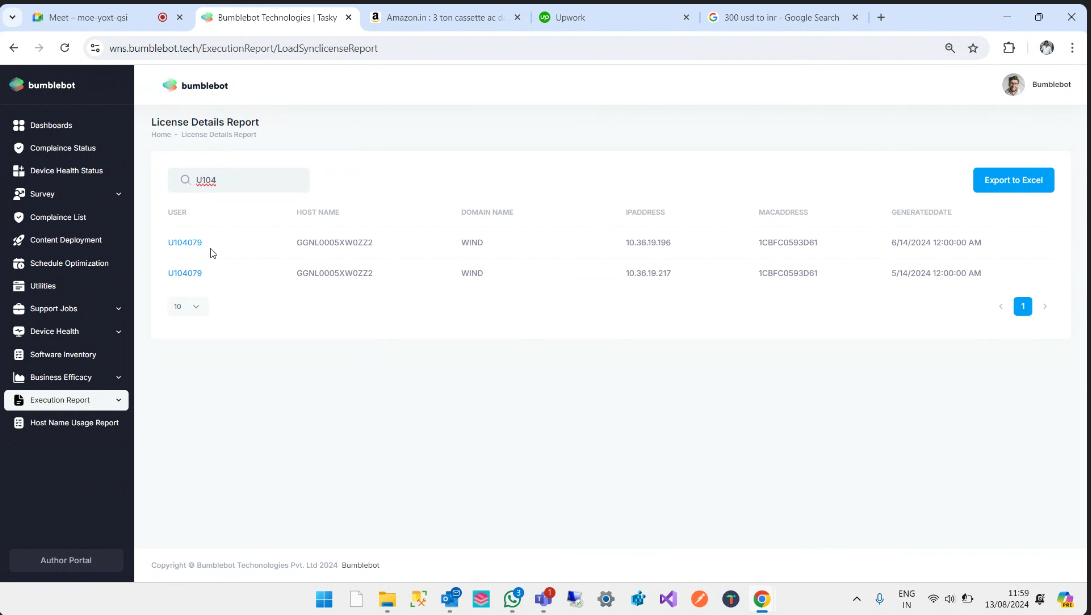 Meet – moe-yoxt-qsi
Bumblebot Technologies | Tasky
Amazon.in : 3 ton cassette ac d
Upwork
300 usd to inr - Google Search
wns.bumblebot.tech/ExecutionReport/LoadSynclicenseReport
bumblebot
bumblebot
Bumblebot
Dashboards
Complaince Status
Device Health Status
Survey
Complaince List
Content Deployment
Schedule Optimization
Utilities
Support Jobs
Device Health
Software Inventory
Business Efficacy
Execution Report
Host Name Usage Report
Author Portal
License Details Report
Home - License Details Report
U104
Export to Excel
USER HOST NAME DOMAIN NAME IPADDRESS MACADDRESS GENERATEDDATE
U104079 GGNL0005XW0ZZ2 WIND 10.36.19.196 1CBFC0593D61 6/14/2024 12:00:00 AM
U104079 GGNL0005XW0ZZ2 WIND 10.36.19.217 1CBFC0593D61 5/14/2024 12:00:00 AM
10
1
Copyright © Bumblebot Techonologies Pvt. Ltd 2024 Bumblebot
3
1
ENG
IN
11:59
13/08/2024
PRE